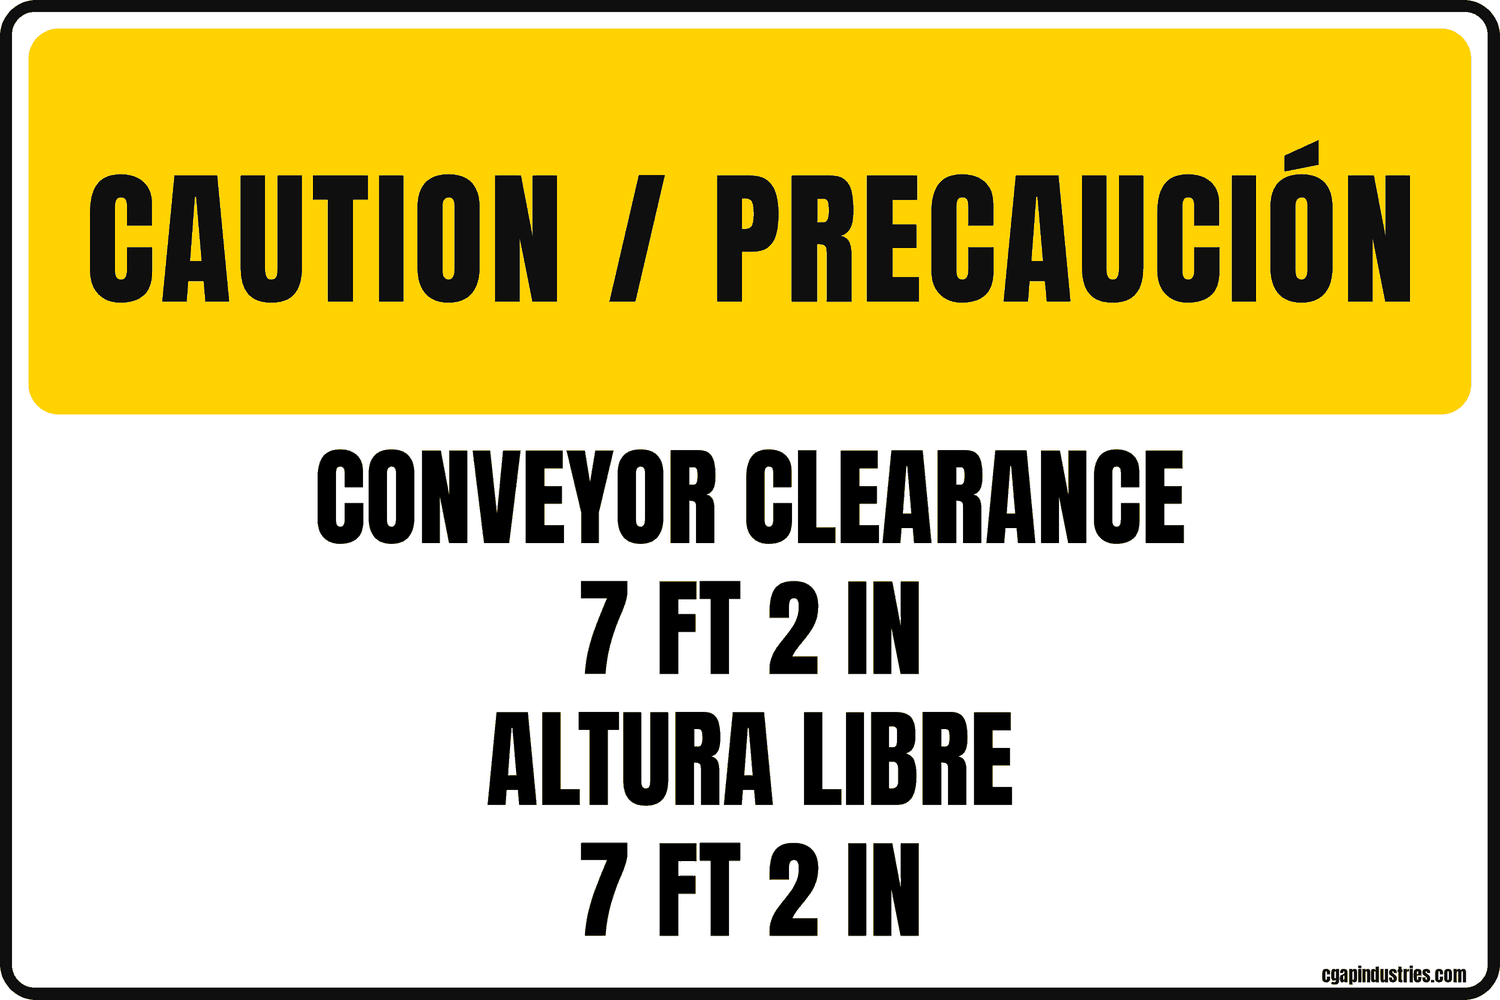 CAUTION / PRECAUCIÓN
CONVEYOR CLEARANCE
7 FT 2 IN
ALTURA LIBRE
7 FT 2 IN
cgapindustries.com